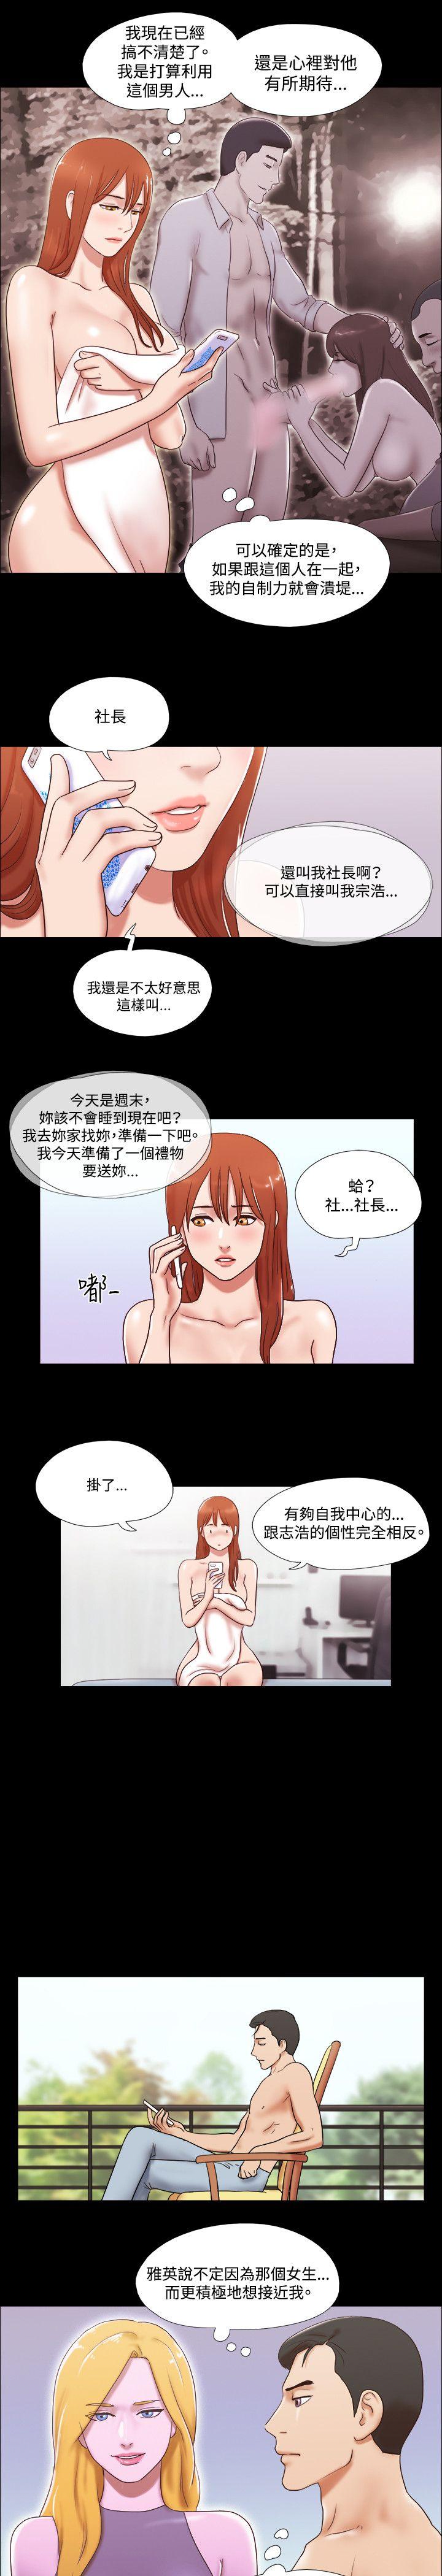 我現在已經
搞不清楚了。
我是打算利用
這個男人...
還是心裡對他
有所期待...
可以確定的是，
如果跟這個人在一起，
我的自制力就會潰堤...
社長
還叫我社長啊？
可以直接叫我宗浩...
我還是不太好意思
這樣叫...
今天是週末，
妳該不會睡到現在吧？
我去妳家找妳，準備一下吧。
我今天準備了一個禮物
要送妳...
蛤？
社...社長...
嘟-
掛了...
有夠自我中心的...
跟志浩的個性完全相反。
雅英說不定因為那個女生...
而更積極地想接近我。